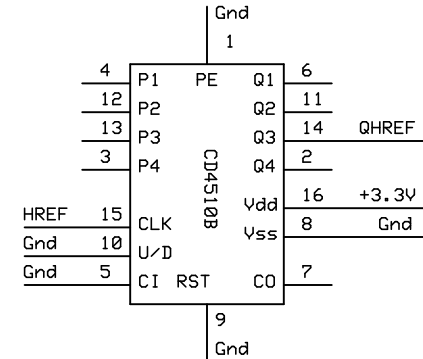 Gnd
1
4 P1 PE Q1 6
12 P2 Q2 11
13 P3 Q3 14 QHREF
3 P4 Q4 2
CD4510B
Vdd 16 +3.3V
HREF 15 CLK Vss 8 Gnd
Gnd 10 U/D
Gnd 5 CI RST CO 7
9
Gnd